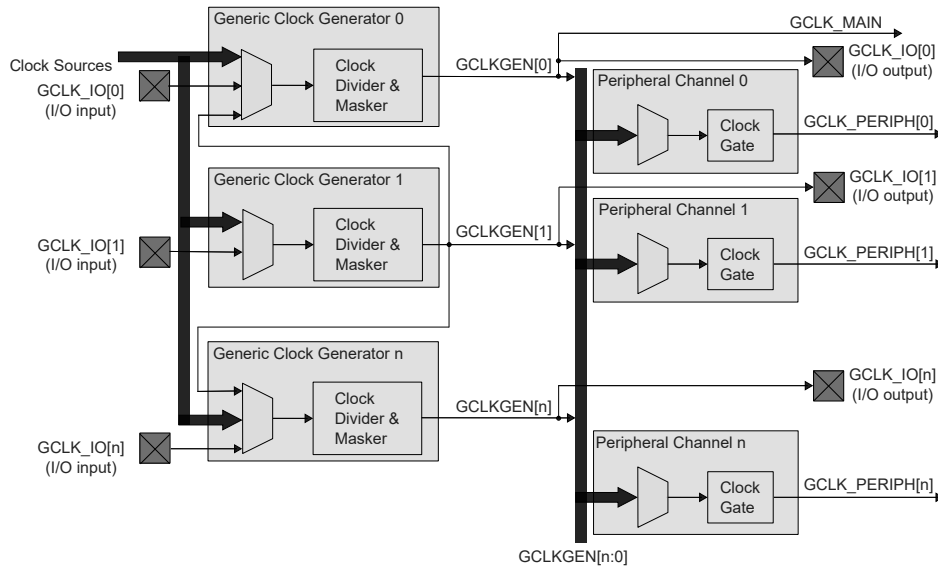 Generic Clock Generator 0
Clock Sources
GCLK_IO[0]
(I/O input)
Clock
Divider &
Masker
GCLKGEN[0]
GCLK_MAIN
GCLK_IO[0]
(I/O output)
Peripheral Channel 0
Clock
Gate
GCLK_PERIPH[0]
Generic Clock Generator 1
GCLK_IO[1]
(I/O input)
Clock
Divider &
Masker
GCLKGEN[1]
GCLK_IO[1]
(I/O output)
Peripheral Channel 1
Clock
Gate
GCLK_PERIPH[1]
Generic Clock Generator n
GCLK_IO[n]
(I/O input)
Clock
Divider &
Masker
GCLKGEN[n]
GCLK_IO[n]
(I/O output)
Peripheral Channel n
Clock
Gate
GCLK_PERIPH[n]
GCLKGEN[n:0]